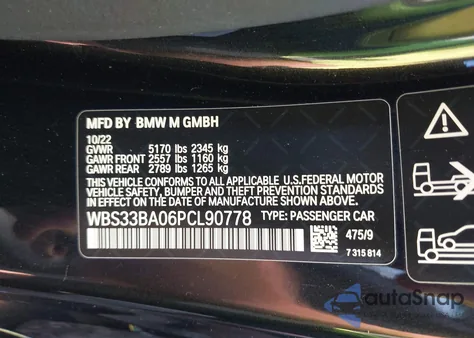 MFD BY BMW M GMBH
10/22
GVWR 5170 lbs 2345 kg
GAWR FRONT 2557 lbs 1160 kg
GAWR REAR 2789 lbs 1265 kg
THIS VEHICLE CONFORMS TO ALL APPLICABLE U.S.FEDERAL MOTOR
VEHICLE SAFETY, BUMPER AND THEFT PREVENTION STANDARDS
IN EFFECT ON THE DATE OF MANUFACTURE SHOWN ABOVE.
WBS33BA06PCL90778 TYPE: PASSENGER CAR
475/9
7 315 814
autoSnap